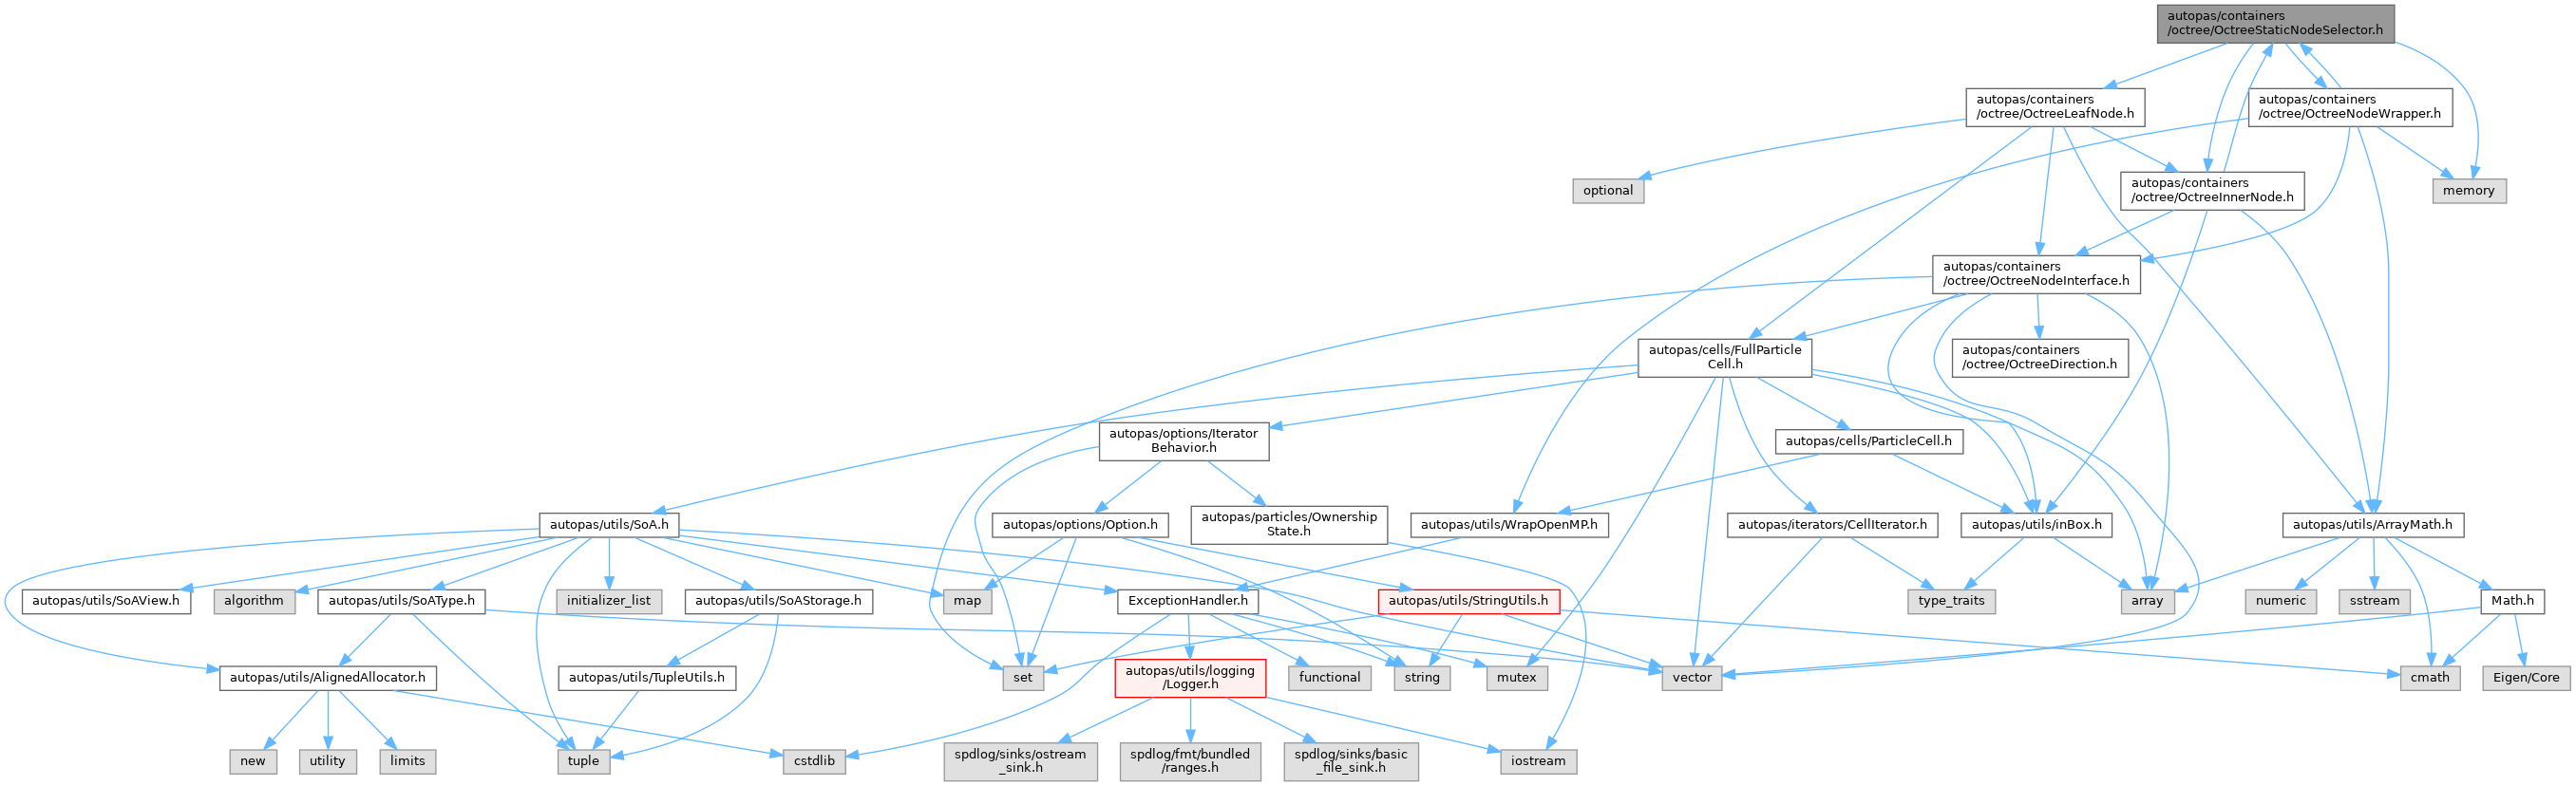 autopas/containers
/octree/OctreeStaticNodeSelector.h
autopas/containers
/octree/OctreeLeafNode.h
autopas/containers
/octree/OctreeNodeWrapper.h
optional
autopas/containers
/octree/OctreeInnerNode.h
memory
autopas/containers
/octree/OctreeNodeInterface.h
autopas/cells/FullParticle
Cell.h
autopas/containers
/octree/OctreeDirection.h
autopas/options/Iterator
Behavior.h
autopas/cells/ParticleCell.h
autopas/utils/SoA.h
autopas/options/Option.h
autopas/particles/Ownership
State.h
autopas/utils/WrapOpenMP.h
autopas/iterators/CellIterator.h
autopas/utils/inBox.h
autopas/utils/ArrayMath.h
autopas/utils/SoAView.h
algorithm
autopas/utils/SoAType.h
initializer_list
autopas/utils/SoAStorage.h
map
ExceptionHandler.h
autopas/utils/StringUtils.h
type_traits
array
numeric
sstream
Math.h
autopas/utils/AlignedAllocator.h
autopas/utils/TupleUtils.h
set
autopas/utils/logging
/Logger.h
functional
string
mutex
vector
cmath
Eigen/Core
new
utility
limits
tuple
cstdlib
spdlog/sinks/ostream
_sink.h
spdlog/fmt/bundled
/ranges.h
spdlog/sinks/basic
_file_sink.h
iostream